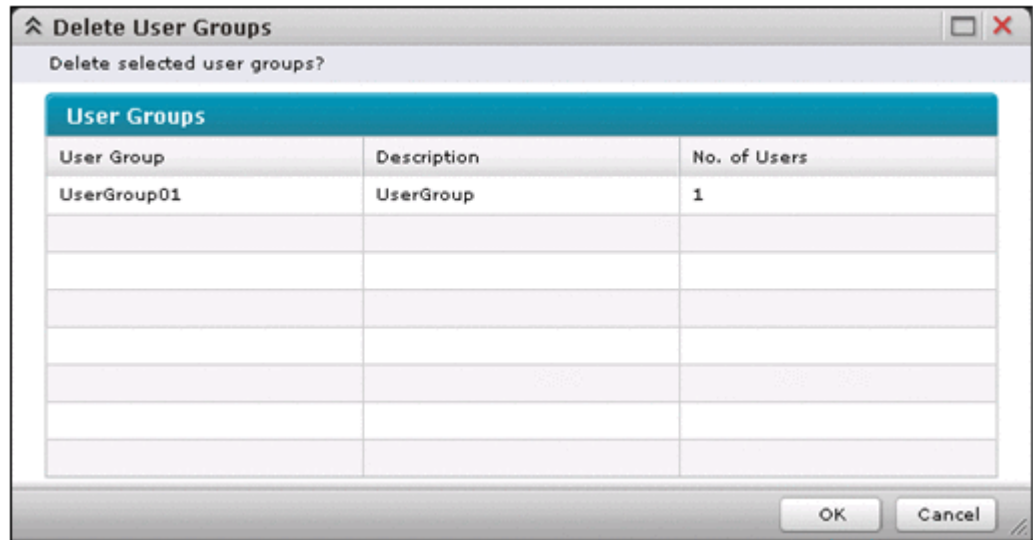 Delete User Groups
Delete selected user groups?
User Groups
User Group Description No. of Users
UserGroup01 UserGroup 1
OK Cancel